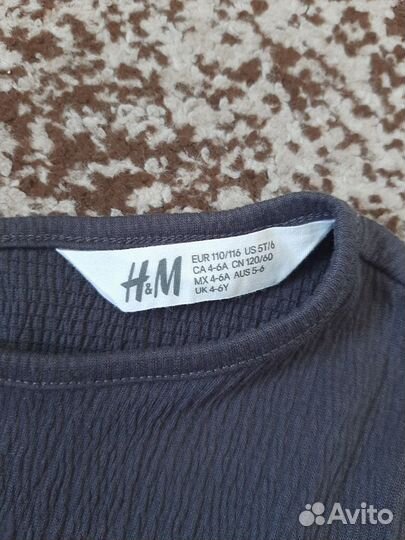 H&M
EUR 110/116 US 5T/6
CA 4-6A CN 120/60
MX 4-6A AUS 5-6
UK 4-6Y
Avito